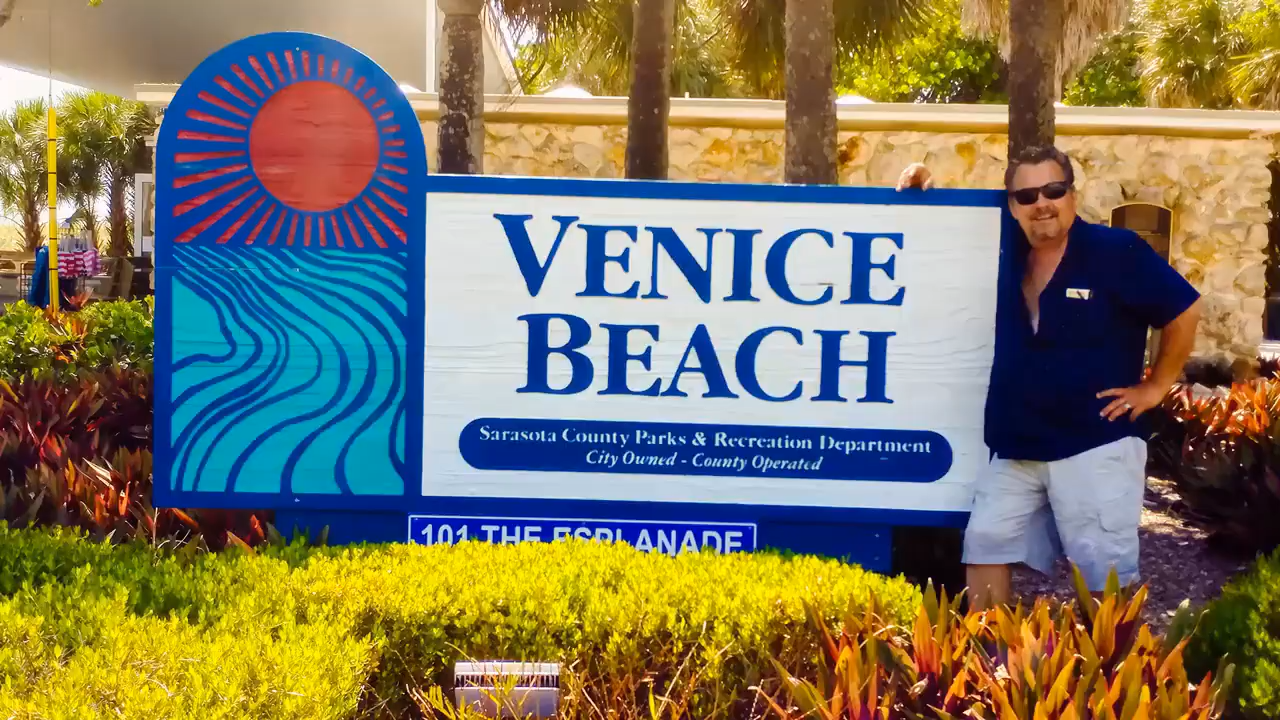 VENICE
BEACH
Sarasota County Parks & Recreation Department
City Owned - County Operated
101 THE ESPLANADE